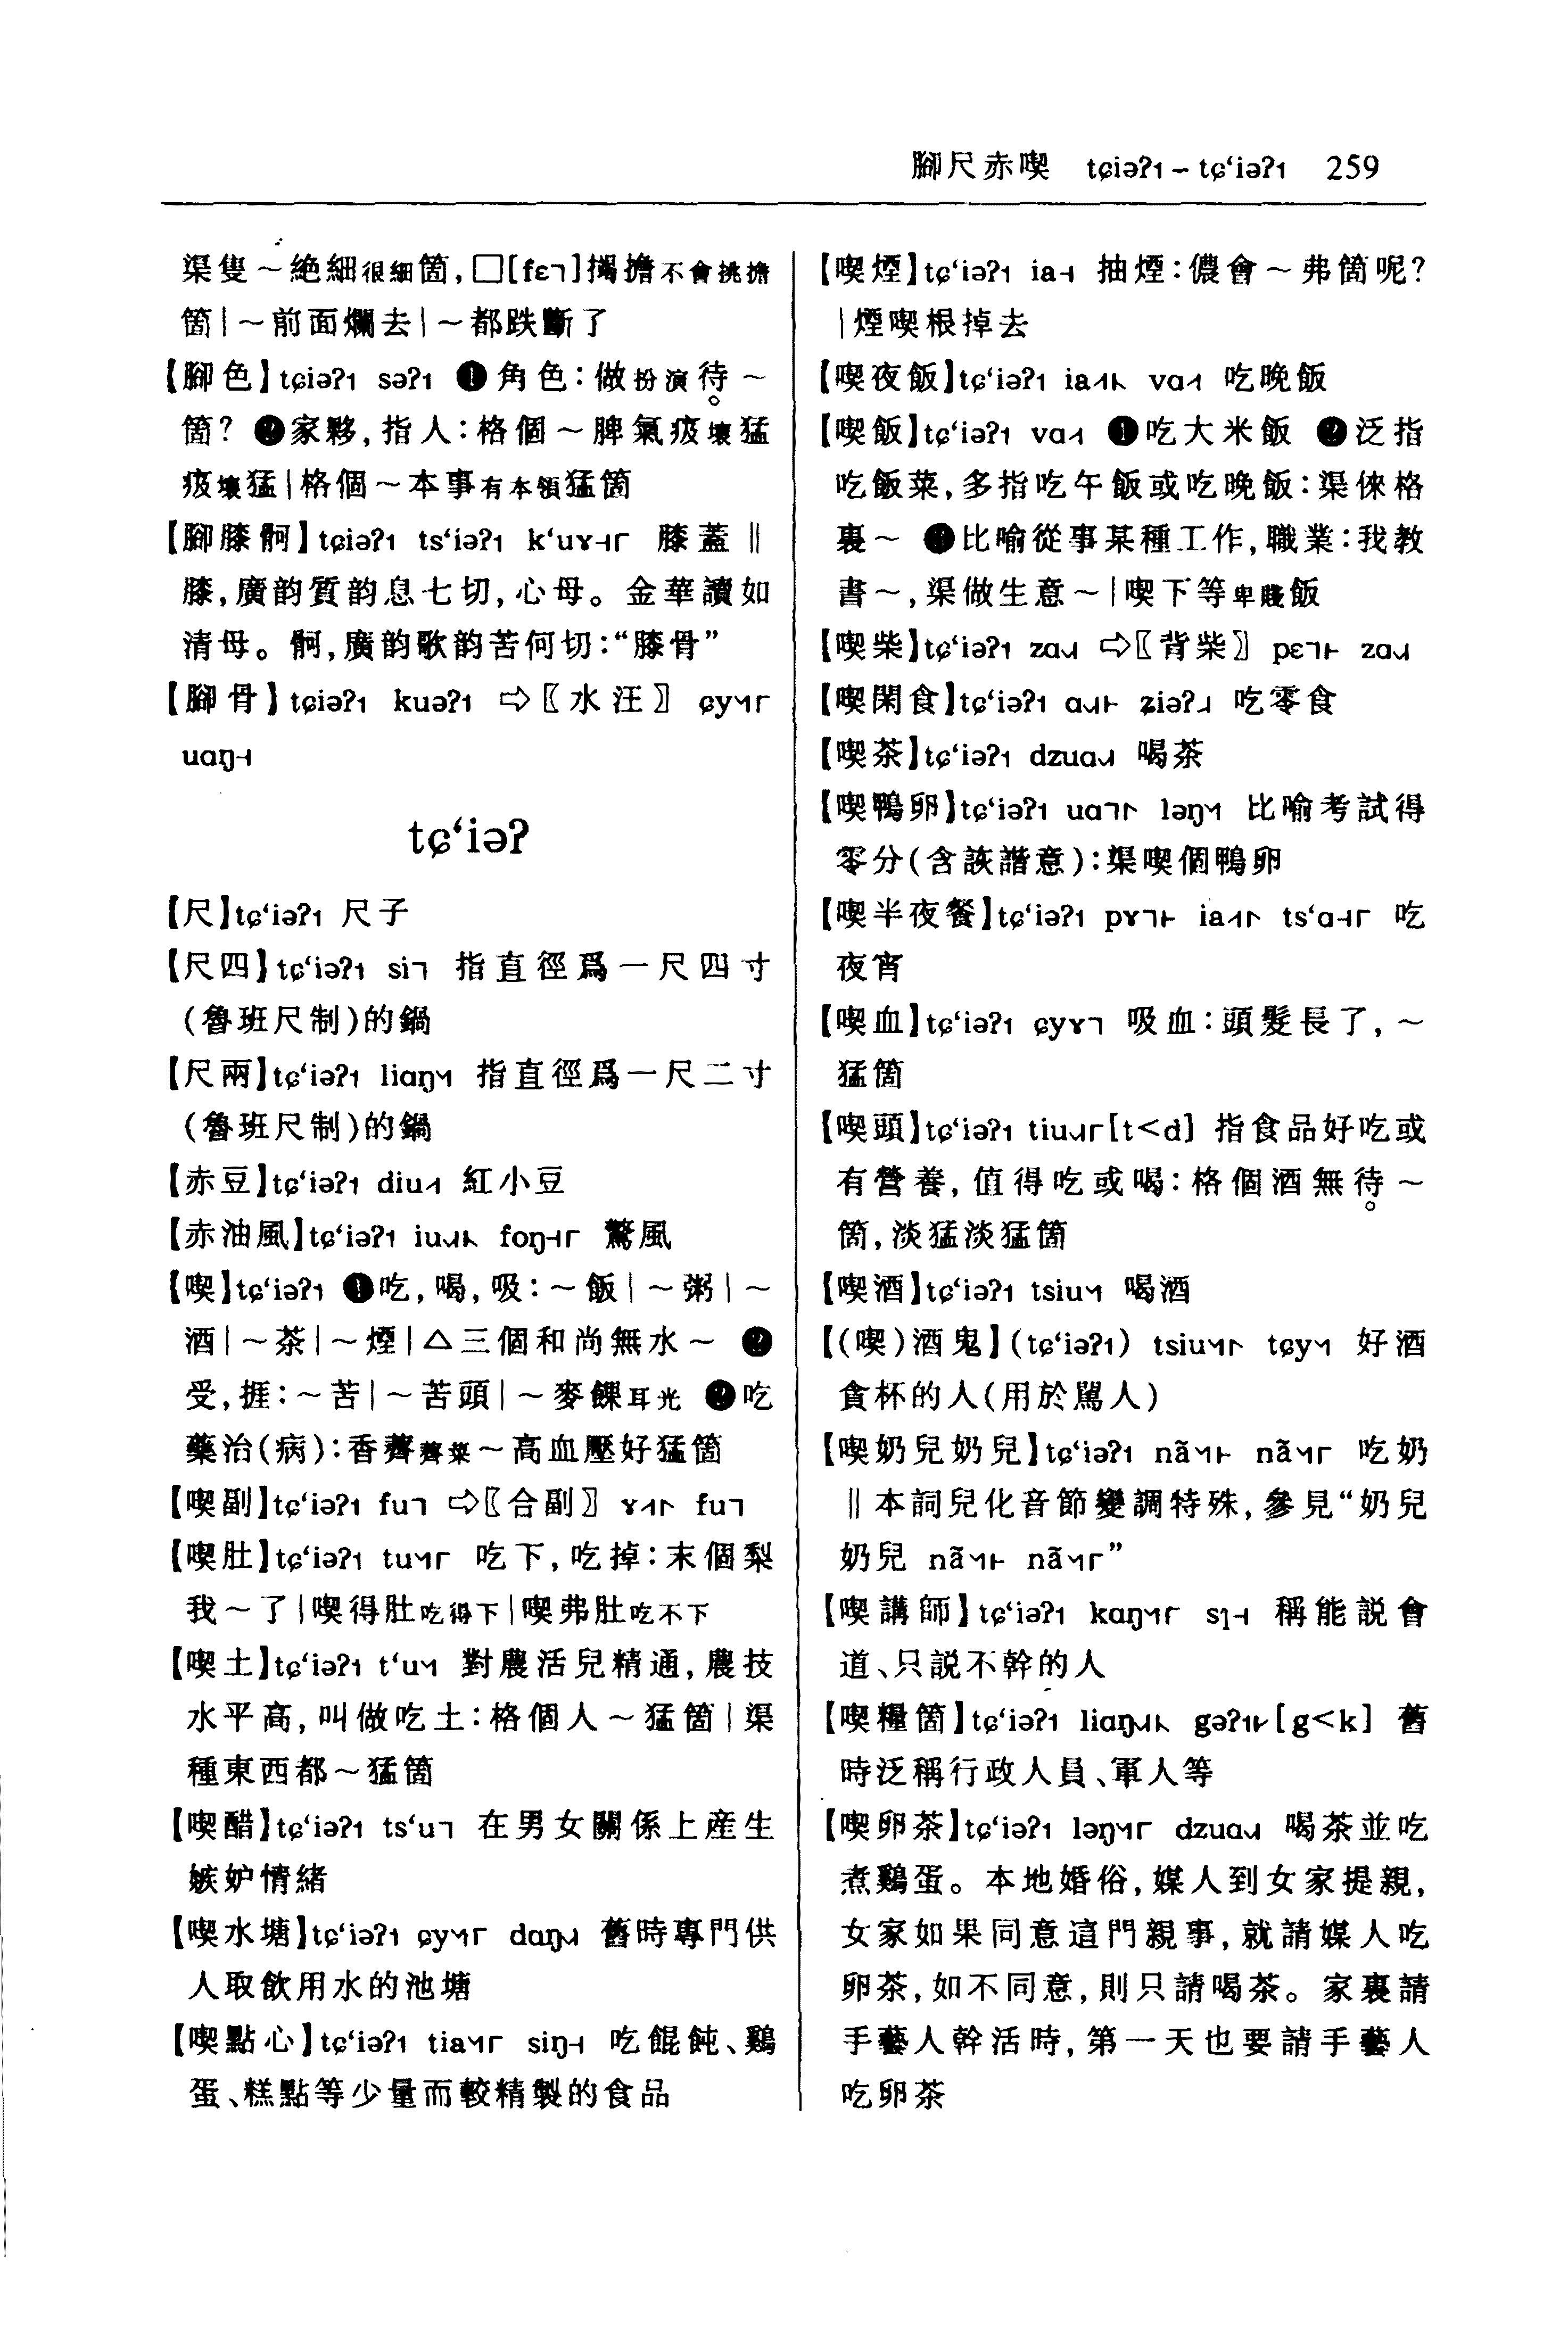 腳尺赤喫 tɕiəʔ˦ – tɕʻiəʔ˦ 259
渠隻～絶細很細箇，□[fɛ˥]掆擔不會挑擔
箇|～前面爛去|～都跌斷了
【腳色】tɕiəʔ˦ səʔ˦ ❶角色：做扮演待～
箇？ ❷家夥，指人：格個～脾氣疲壞猛
疲壞猛|格個～本事有本領猛箇
【腳膝䯊】tɕiəʔ˦ tsʻiəʔ˦ kʻuɤ 膝蓋‖
膝，廣韵質韵息七切，心母。金華讀如
清母。䯊，廣韵歌韵苦何切：“膝骨”
【腳骨】tɕiəʔ˦ kuəʔ˦ ⇨〖水汪〗 ɕy
uɑŋ
tɕʻiəʔ
【尺】tɕʻiəʔ˦ 尺子
【尺四】tɕʻiəʔ˦ si˥ 指直徑爲一尺四寸
（魯班尺制）的鍋
【尺兩】tɕʻiəʔ˦ liɑŋ 指直徑爲一尺二寸
（魯班尺制）的鍋
【赤豆】tɕʻiəʔ˦ diu 紅小豆
【赤油風】tɕʻiəʔ˦ iu foŋ 驚風
【喫】tɕʻiəʔ˦ ❶吃，喝，吸：～飯|～粥|～
酒|～茶|～煙|△三個和尚無水～ ❷
受，捱：～苦|～苦頭|～麥餜耳光 ❸吃
藥治（病）：香薺薺菜～高血壓好猛箇
【喫副】tɕʻiəʔ˦ fu˥ ⇨〖合副〗 ɤ fu˥
【喫肚】tɕʻiəʔ˦ tu 吃下，吃掉：末個梨
我～了|喫得肚吃得下|喫弗肚吃不下
【喫土】tɕʻiəʔ˦ tʻu 對農活兒精通，農技
水平高，叫做吃土：格個人～猛箇|渠
種東西都～猛箇
【喫醋】tɕʻiəʔ˦ tsʻu˥ 在男女關係上産生
嫉妒情緒
【喫水塘】tɕʻiəʔ˦ ɕy dɑŋ 舊時專門供
人取飲用水的池塘
【喫點心】tɕʻiəʔ˦ tia siŋ 吃餛飩、鷄
蛋、糕點等少量而較精製的食品
【喫煙】tɕʻiəʔ˦ ia 抽煙：儂會～弗箇呢？
|煙喫根掉去
【喫夜飯】tɕʻiəʔ˦ ia vɑ 吃晚飯
【喫飯】tɕʻiəʔ˦ vɑ ❶吃大米飯 ❷泛指
吃飯菜，多指吃午飯或吃晚飯：渠倈格
裏～ ❸比喻從事某種工作，職業：我教
書～，渠做生意～|喫下等卑賤飯
【喫柴】tɕʻiəʔ˦ zɑ ⇨〖背柴〗 pɛ zɑ
【喫閑食】tɕʻiəʔ˦ ɑ ʑiəʔ 吃零食
【喫茶】tɕʻiəʔ˦ dzuɑ 喝茶
【喫鴨卵】tɕʻiəʔ˦ uɑ ləŋ 比喻考試得
零分（含詼諧意）：渠喫個鴨卵
【喫半夜餐】tɕʻiəʔ˦ pɤ ia tsʻɑ 吃
夜宵
【喫血】tɕʻiəʔ˦ ɕyɤ˥ 吸血：頭髮長了，～
猛箇
【喫頭】tɕʻiəʔ˦ tiu[t<d] 指食品好吃或
有營養，值得吃或喝：格個酒無待～
箇，淡猛淡猛箇
【喫酒】tɕʻiəʔ˦ tsiu 喝酒
【（喫）酒鬼】（tɕʻiəʔ˦） tsiu tɕy 好酒
貪杯的人（用於駡人）
【喫奶兒奶兒】tɕʻiəʔ˦ nã nã 吃奶
‖本詞兒化音節變調特殊，參見“奶兒
奶兒 nã nã”
【喫講師】tɕʻiəʔ˦ kɑŋ sɿ 稱能説會
道、只説不幹的人
【喫糧箇】tɕʻiəʔ˦ liɑŋ gəʔ[g<k] 舊
時泛稱行政人員、軍人等
【喫卵茶】tɕʻiəʔ˦ ləŋ dzuɑ 喝茶並吃
煮鷄蛋。本地婚俗，媒人到女家提親，
女家如果同意這門親事，就請媒人吃
卵茶，如不同意，則只請喝茶。家裏請
手藝人幹活時，第一天也要請手藝人
吃卵茶